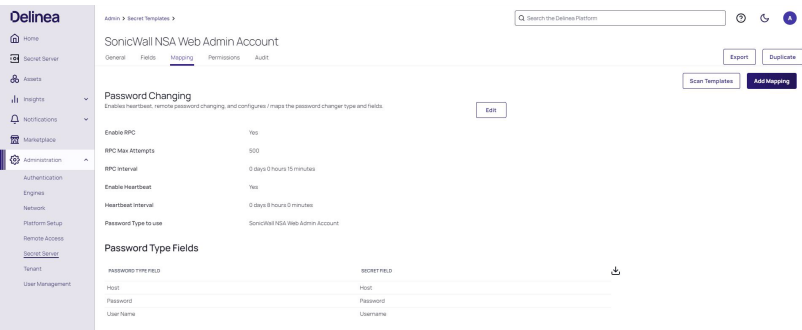 Delinea
Home
Secret Server
Assets
Insights
Notifications
Marketplace
Administration
Authentication
Engines
Network
Platform Setup
Remote Access
Secret Server
Tenant
User Management
Admin > Secret Templates >
Search the Delinea Platform
A
SonicWall NSA Web Admin Account
General Fields Mapping Permissions Audit
Export Duplicate
Scan Templates Add Mapping
Password Changing
Enables heartbeat, remote password changing, and configures / maps the password changer type and fields.
Edit
Enable RPC Yes
RPC Max Attempts 500
RPC Interval 0 days 0 hours 15 minutes
Enable Heartbeat Yes
Heartbeat Interval 0 days 8 hours 0 minutes
Password Type to use SonicWall NSA Web Admin Account
Password Type Fields
PASSWORD TYPE FIELD SECRET FIELD
Host Host
Password Password
User Name Username